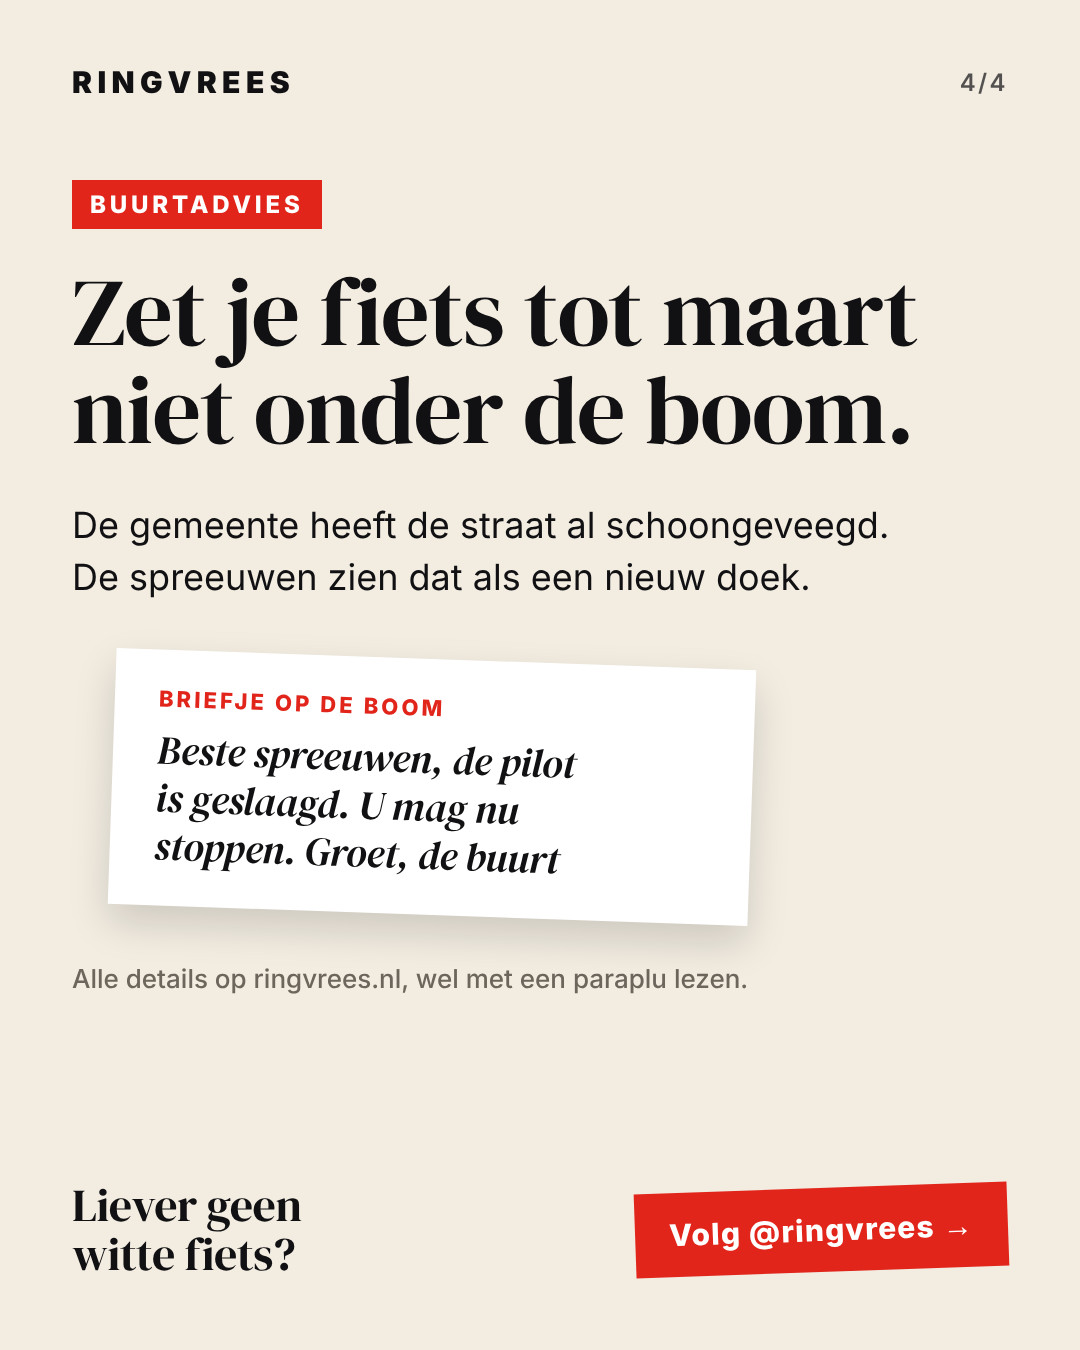 RINGVREES
4/4
BUURTADVIES
Zet je fiets tot maart
niet onder de boom.
De gemeente heeft de straat al schoongeveegd.
De spreeuwen zien dat als een nieuw doek.
BRIEFJE OP DE BOOM
Beste spreeuwen, de pilot
is geslaagd. U mag nu
stoppen. Groet, de buurt
Alle details op ringvrees.nl, wel met een paraplu lezen.
Liever geen
witte fiets?
Volg @ringvrees →